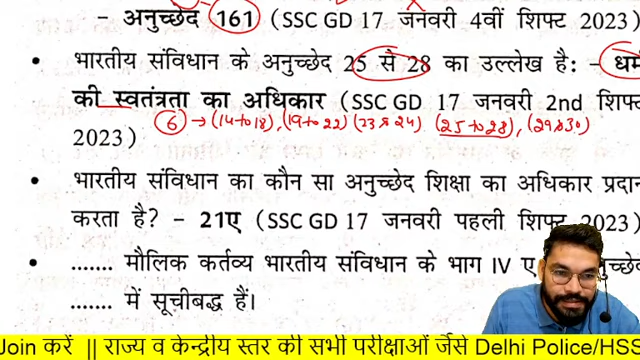 – अनुच्छेद 161 (SSC GD 17 जनवरी 4वीं शिफ्ट 2023)
• भारतीय संविधान के अनुच्छेद 25 से 28 का उल्लेख है: – धर्म
की स्वतंत्रता का अधिकार (SSC GD 17 जनवरी 2nd शिफ्ट
6 → (14 to 18), (19 to 22) (23 & 24) (25 to 28), (29 & 30)
2023)
• भारतीय संविधान का कौन सा अनुच्छेद शिक्षा का अधिकार प्रदान
करता है? – 21ए (SSC GD 17 जनवरी पहली शिफ्ट 2023)
• ....... मौलिक कर्तव्य भारतीय संविधान के भाग IV ए
....... में सूचीबद्ध हैं।
Join करें || राज्य व केन्द्रीय स्तर की सभी परीक्षाओं जैसे Delhi Police/HSS